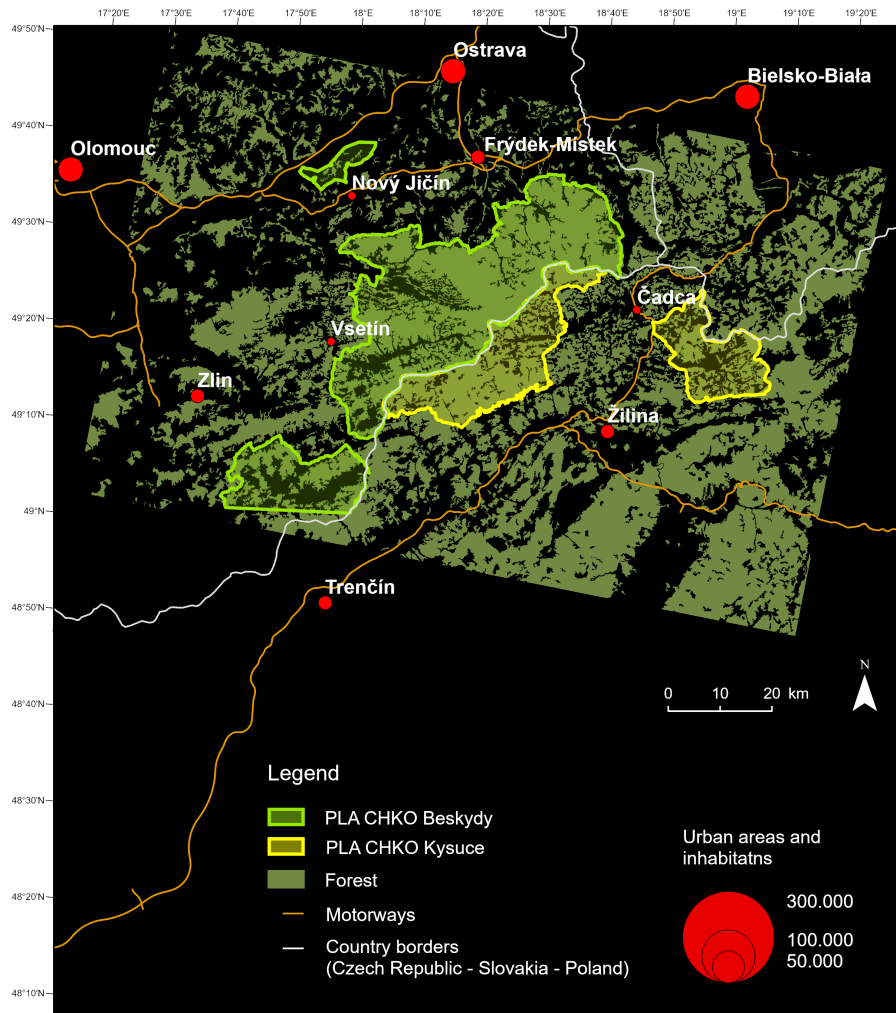 17°20'E 17°30'E 17°40'E 17°50'E 18°E 18°10'E 18°20'E 18°30'E 18°40'E 18°50'E 19°E 19°10'E 19°20'E
49°50'N
Ostrava
Bielsko-Biała
49°40'N
Olomouc
Frýdek-Místek
Nový Jičín
49°30'N
Čadca
49°20'N
Vsetín
Zlin
49°10'N
Žilina
49°N
Trenčín
48°50'N
N
0 10 20 km
48°40'N
Legend
48°30'N
PLA CHKO Beskydy
PLA CHKO Kysuce
Forest
Motorways
Country borders
(Czech Republic - Slovakia - Poland)
Urban areas and
inhabitatns
300.000
100.000
50.000
48°20'N
48°10'N